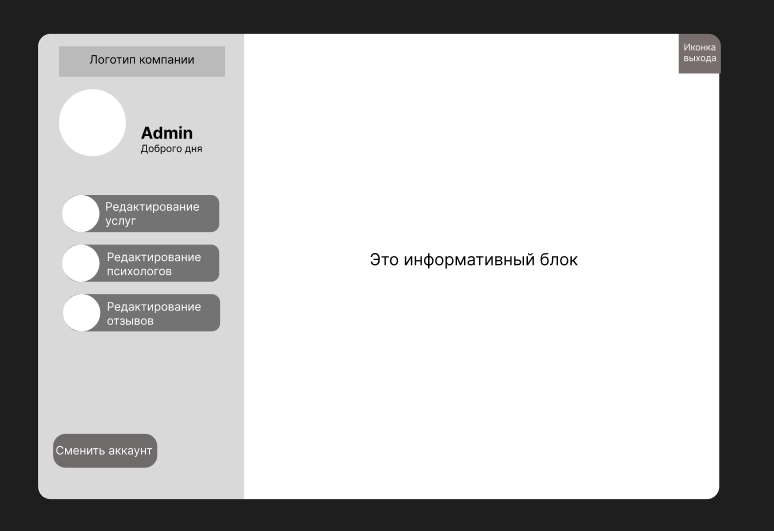 Логотип компании
Иконка
выхода
Admin
Доброго дня
Редактирование
услуг
Редактирование
психологов
Редактирование
отзывов
Это информативный блок
Сменить аккаунт